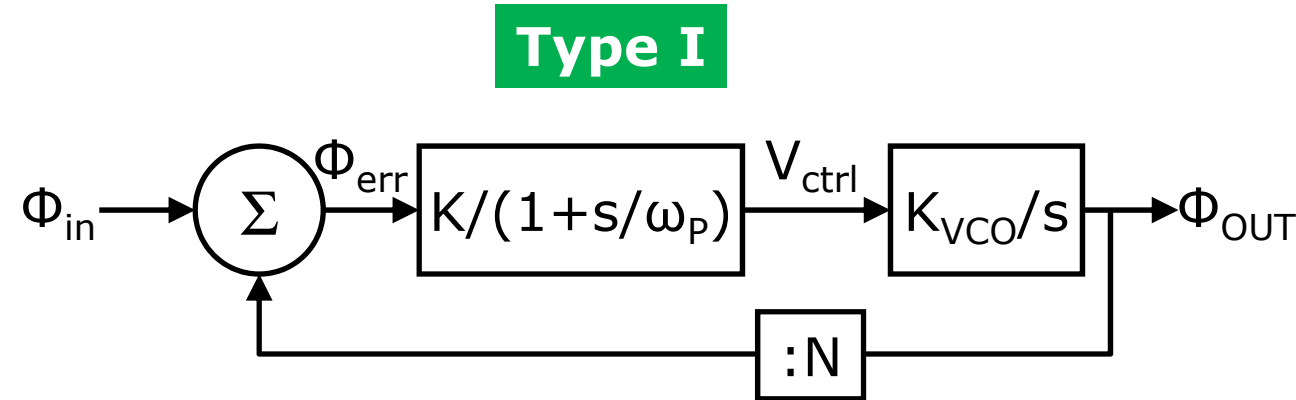 Type I
Φin
Σ
Φerr
K/(1+s/ωP)
Vctrl
KVCO/s
ΦOUT
:N